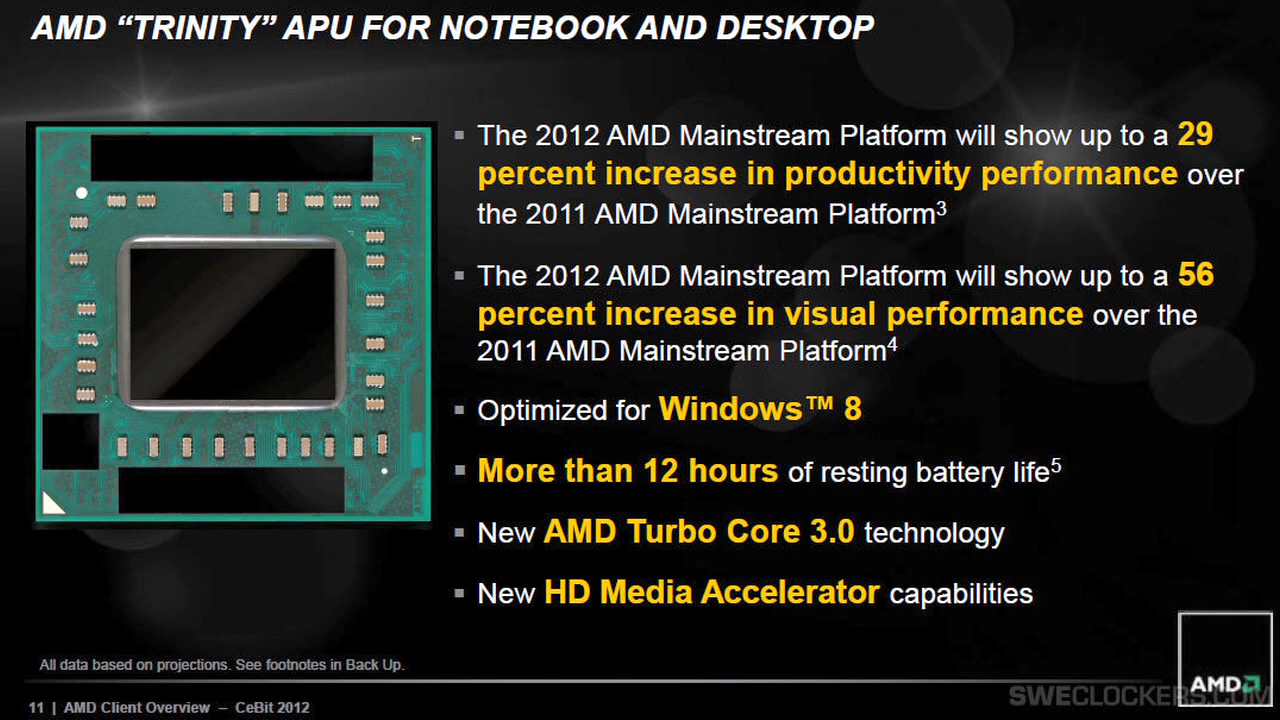 AMD “TRINITY” APU FOR NOTEBOOK AND DESKTOP
▪ The 2012 AMD Mainstream Platform will show up to a 29
percent increase in productivity performance over
the 2011 AMD Mainstream Platform³
▪ The 2012 AMD Mainstream Platform will show up to a 56
percent increase in visual performance over the
2011 AMD Mainstream Platform⁴
▪ Optimized for Windows™ 8
▪ More than 12 hours of resting battery life⁵
▪ New AMD Turbo Core 3.0 technology
▪ New HD Media Accelerator capabilities
All data based on projections. See footnotes in Back Up.
AMD
SWECLOCKERS.COM
11 | AMD Client Overview – CeBit 2012